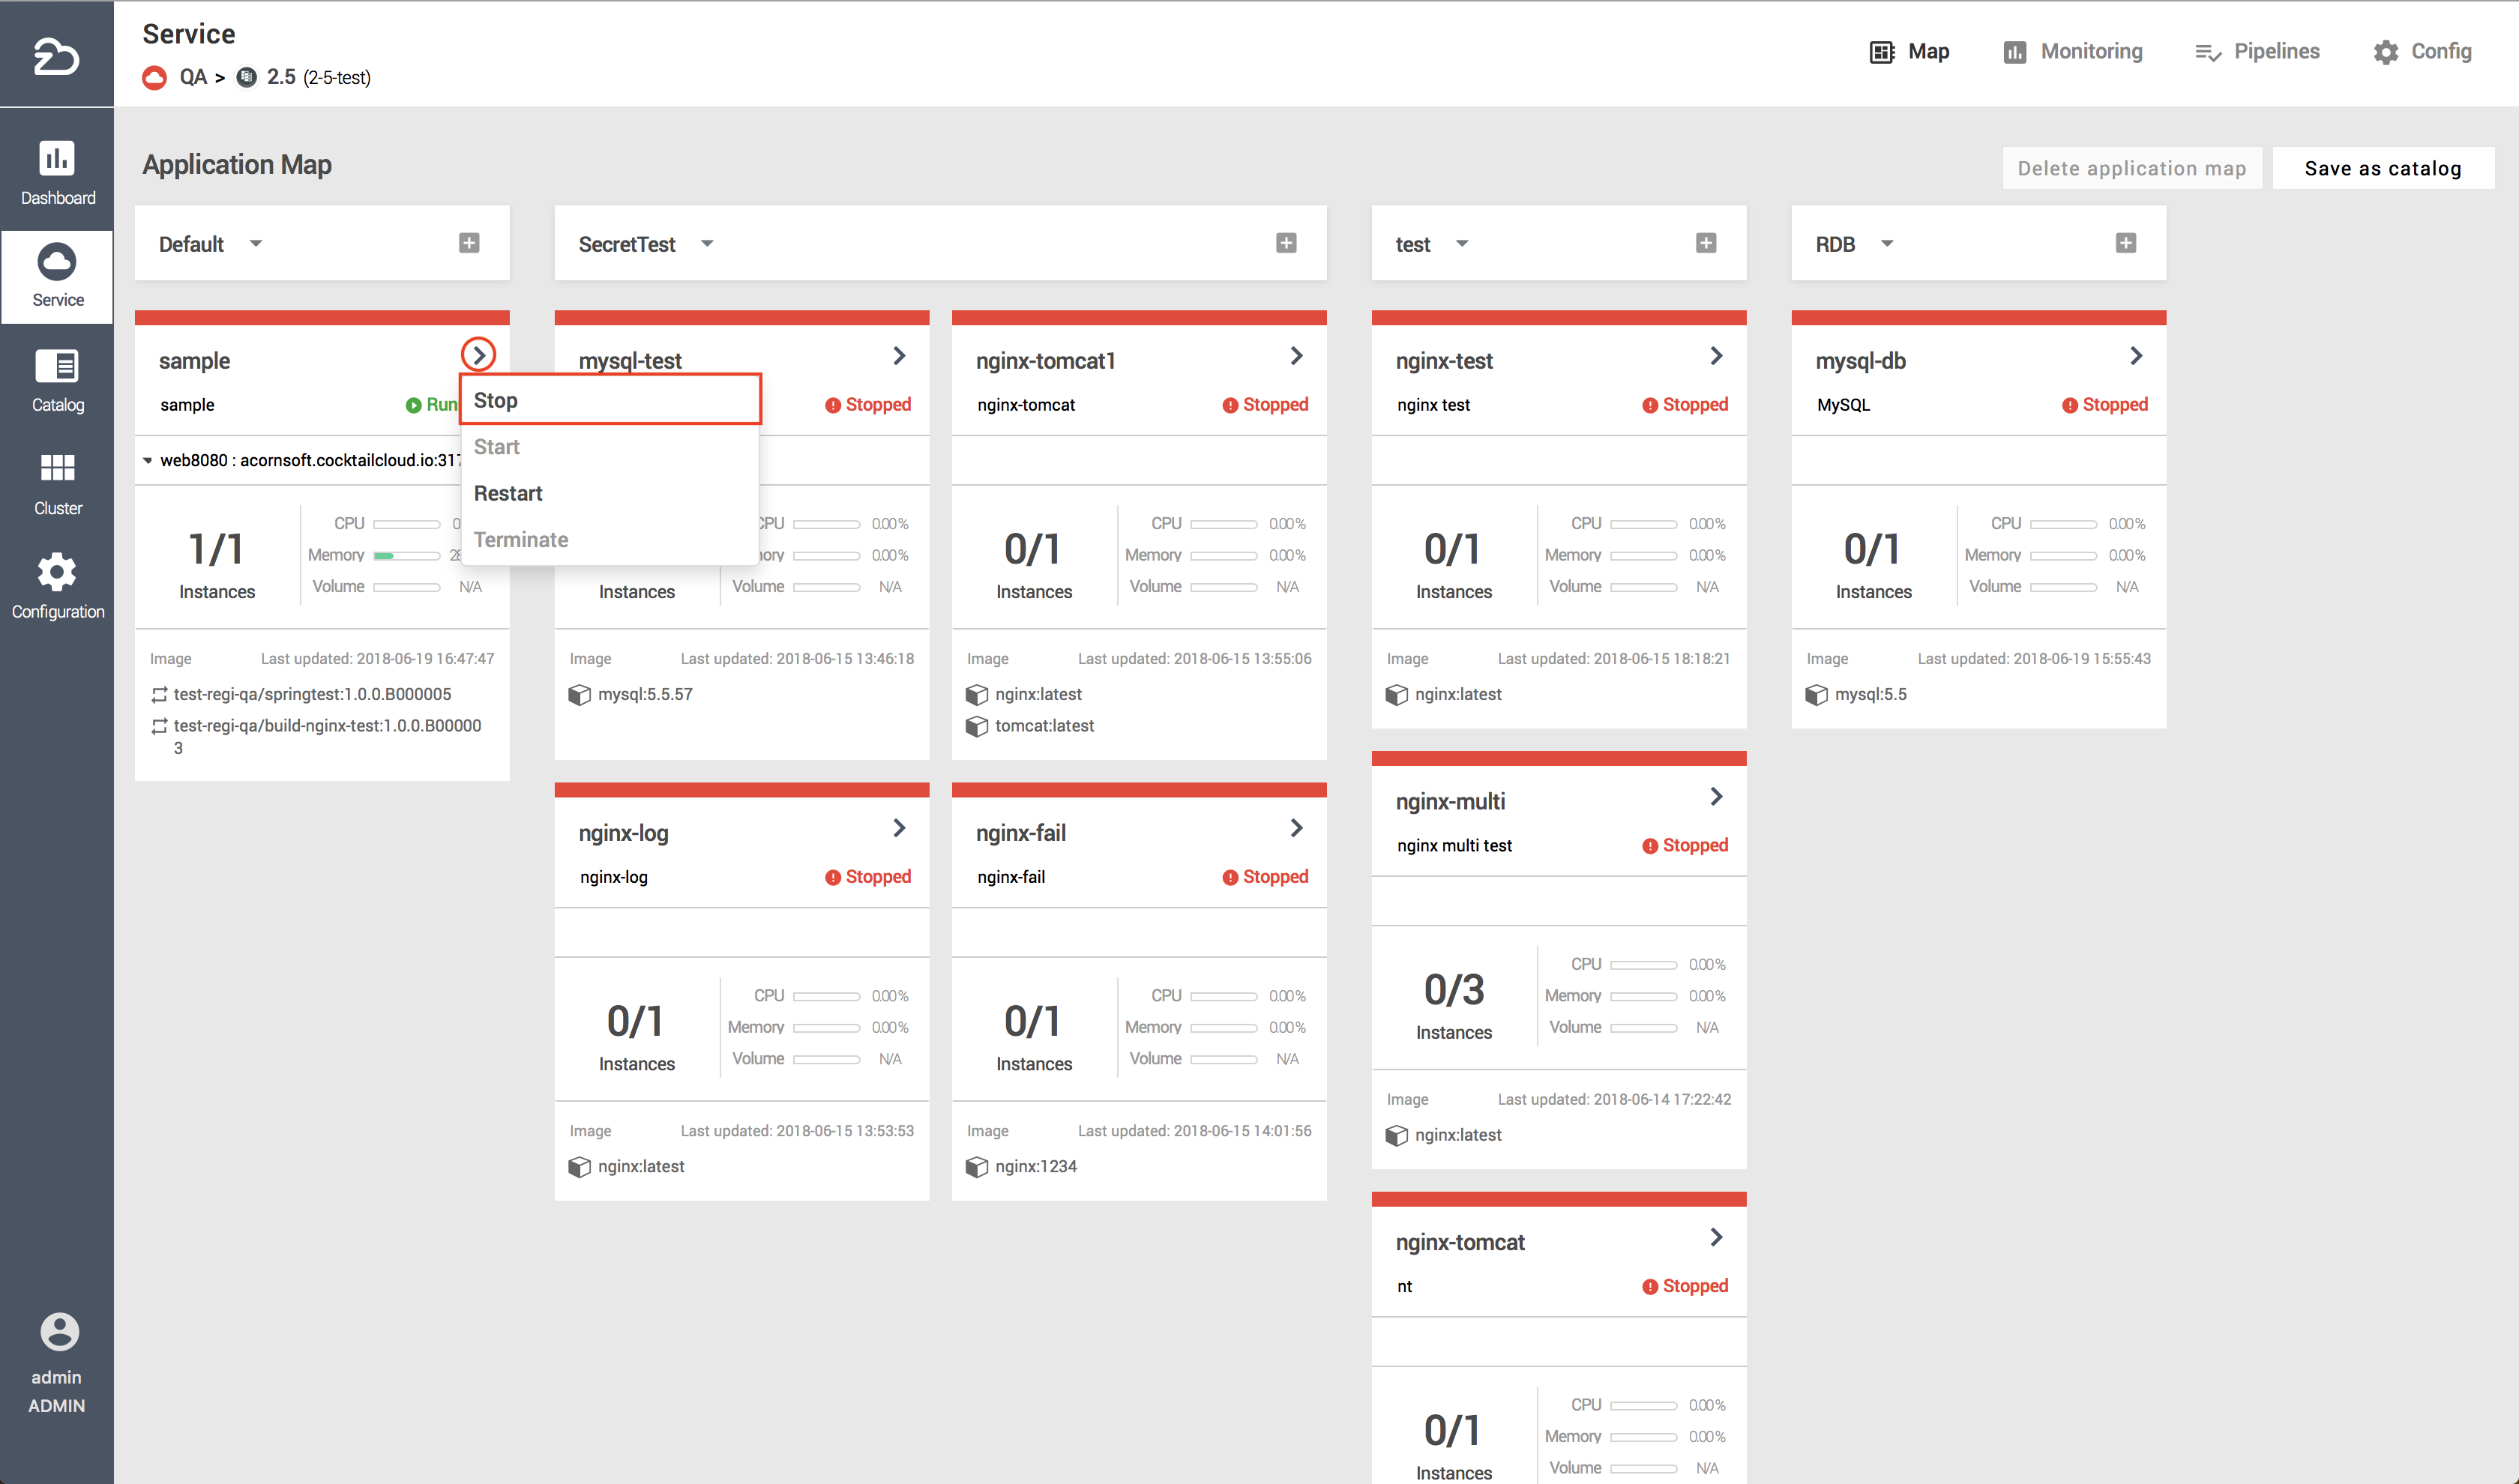 Service
QA > 2.5 (2-5-test)
Map
Monitoring
Pipelines
Config
Dashboard
Service
Catalog
Cluster
Configuration
admin
ADMIN
Application Map
Delete application map
Save as catalog
Default
SecretTest
test
RDB
sample
sample
Run
web8080 : acornsoft.cocktailcloud.io:317
1/1
Instances
CPU 0
Memory 28
Volume N/A
Image Last updated: 2018-06-19 16:47:47
test-regi-qa/springtest:1.0.0.B000005
test-regi-qa/build-nginx-test:1.0.0.B00000
3
Stop
Start
Restart
Terminate
mysql-test
Stopped
Instances
CPU 0.00%
ory 0.00%
Volume N/A
Image Last updated: 2018-06-15 13:46:18
mysql:5.5.57
nginx-tomcat1
nginx-tomcat Stopped
0/1
Instances
CPU 0.00%
Memory 0.00%
Volume N/A
Image Last updated: 2018-06-15 13:55:06
nginx:latest
tomcat:latest
nginx-log
nginx-log Stopped
0/1
Instances
CPU 0.00%
Memory 0.00%
Volume N/A
Image Last updated: 2018-06-15 13:53:53
nginx:latest
nginx-fail
nginx-fail Stopped
0/1
Instances
CPU 0.00%
Memory 0.00%
Volume N/A
Image Last updated: 2018-06-15 14:01:56
nginx:1234
nginx-test
nginx test Stopped
0/1
Instances
CPU 0.00%
Memory 0.00%
Volume N/A
Image Last updated: 2018-06-15 18:18:21
nginx:latest
nginx-multi
nginx multi test Stopped
0/3
Instances
CPU 0.00%
Memory 0.00%
Volume N/A
Image Last updated: 2018-06-14 17:22:42
nginx:latest
nginx-tomcat
nt Stopped
0/1
Instances
CPU 0.00%
Memory 0.00%
Volume N/A
mysql-db
MySQL Stopped
0/1
Instances
CPU 0.00%
Memory 0.00%
Volume N/A
Image Last updated: 2018-06-19 15:55:43
mysql:5.5